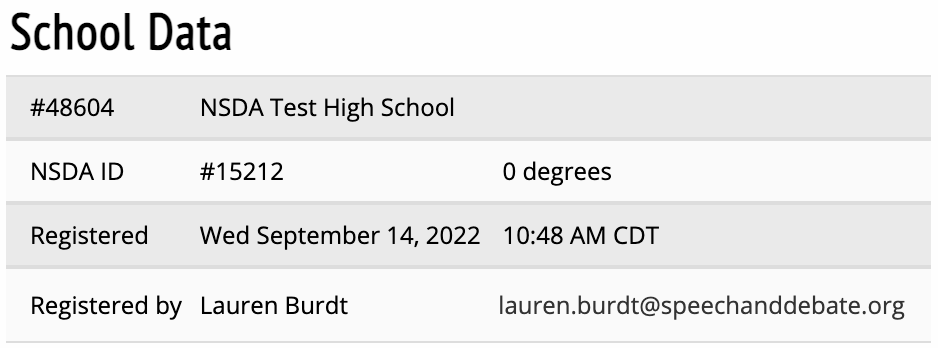 School Data
#48604 NSDA Test High School
NSDA ID #15212 0 degrees
Registered Wed September 14, 2022 10:48 AM CDT
Registered by Lauren Burdt lauren.burdt@speechanddebate.org